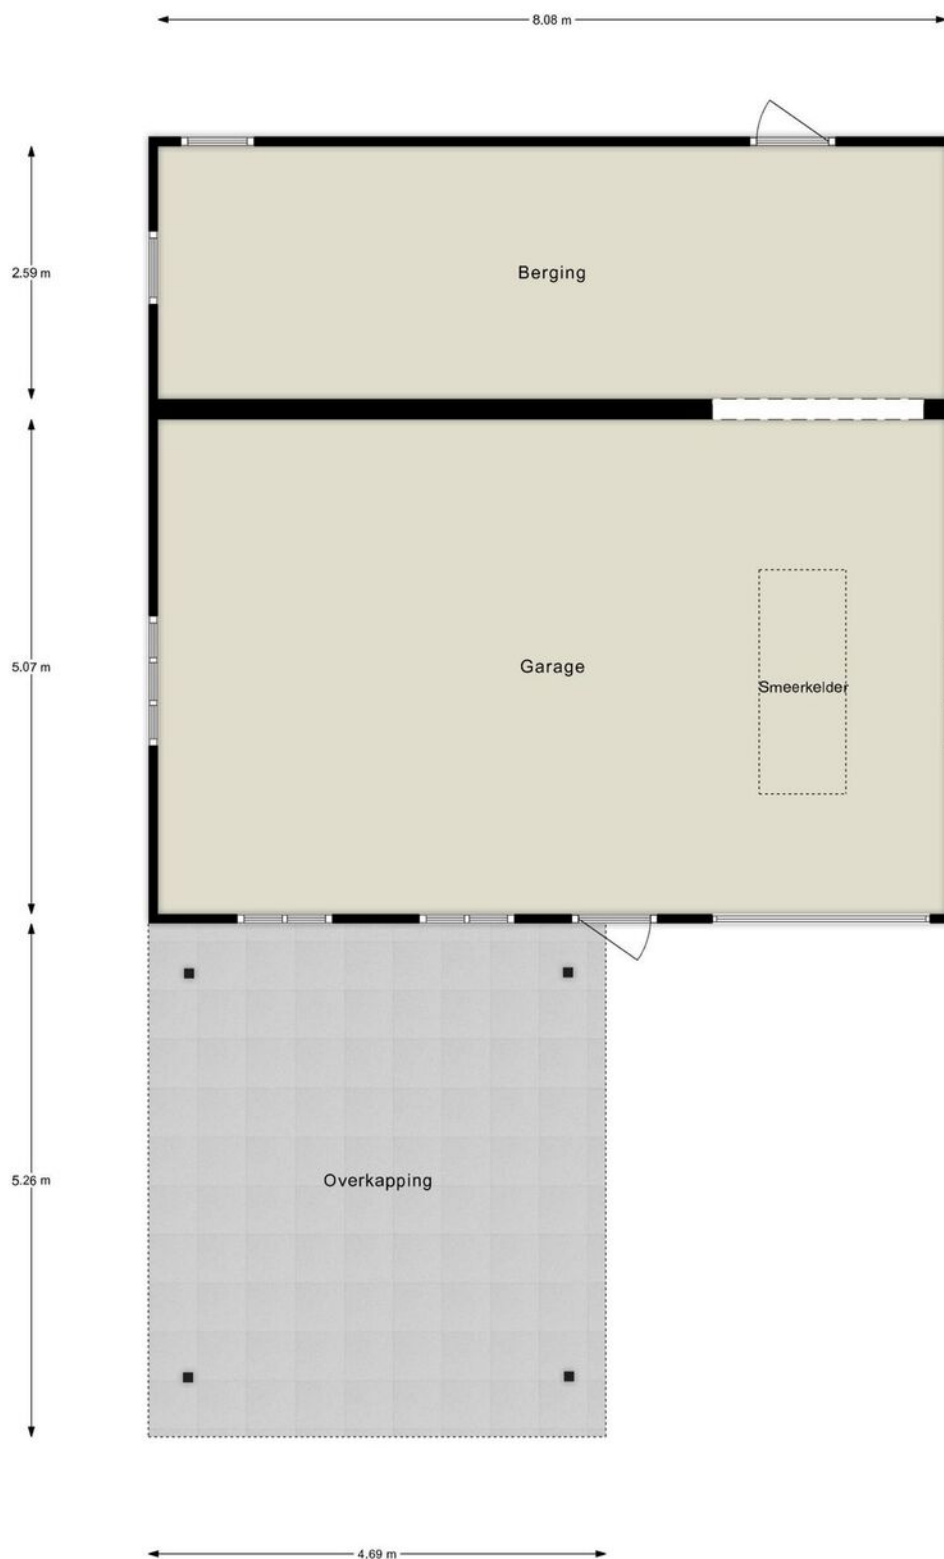 8.08 m
2.59 m
Berging
5.07 m
Garage
Smeerkelder
5.26 m
Overkapping
4.69 m